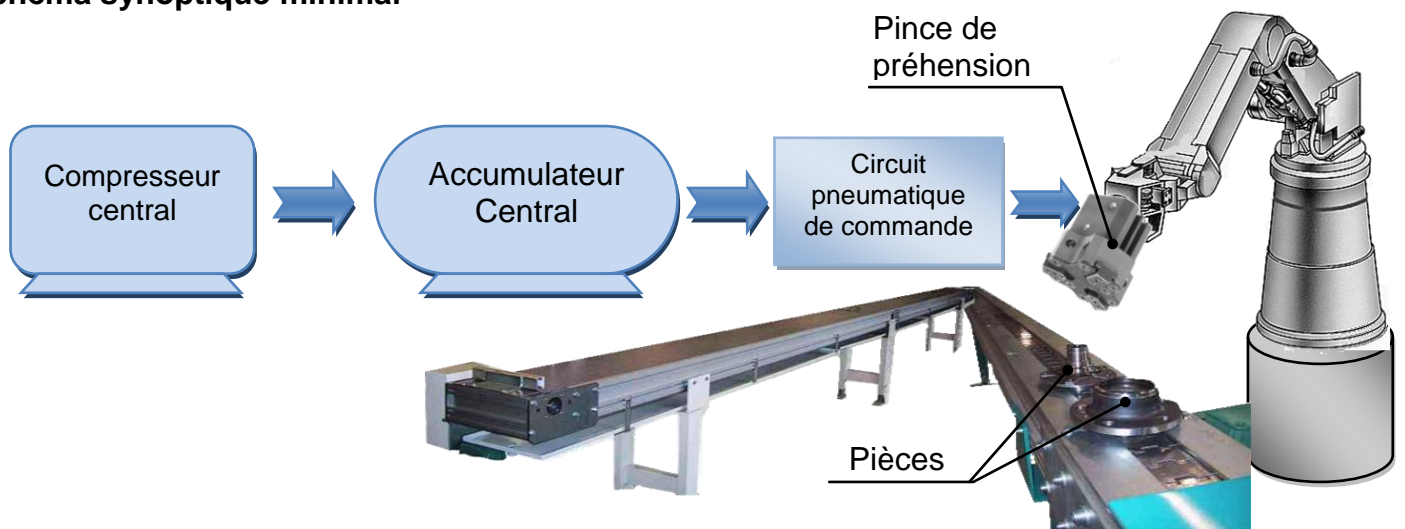 Pince de
préhension
Compresseur
central
Accumulateur
Central
Circuit
pneumatique
de commande
Pièces